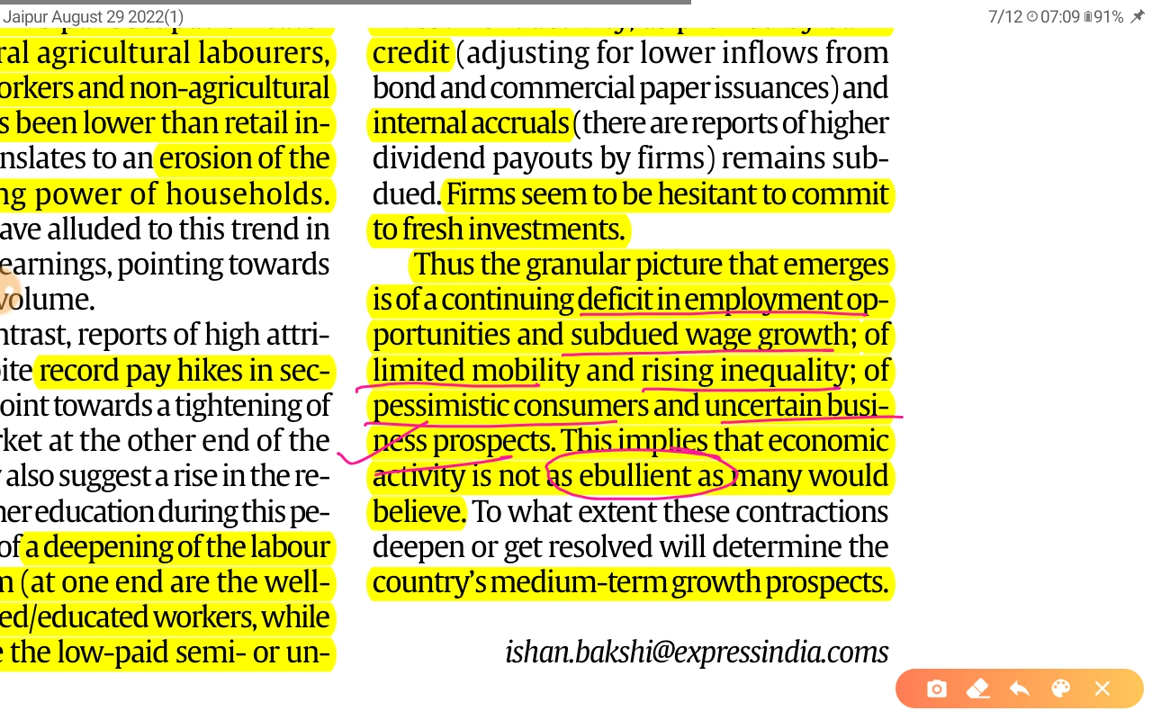 Jaipur August 29 2022(1)
7/12 07:09 91%
ral agricultural labourers,
orkers and non-agricultural
s been lower than retail in-
nslates to an erosion of the
ng power of households.
ave alluded to this trend in
earnings, pointing towards
volume.
ntrast, reports of high attri-
ite record pay hikes in sec-
oint towards a tightening of
rket at the other end of the
y also suggest a rise in the re-
her education during this pe-
of a deepening of the labour
m (at one end are the well-
ed/educated workers, while
e the low-paid semi- or un-
credit (adjusting for lower inflows from
bond and commercial paper issuances) and
internal accruals (there are reports of higher
dividend payouts by firms) remains sub-
dued. Firms seem to be hesitant to commit
to fresh investments.
Thus the granular picture that emerges
is of a continuing deficit in employment op-
portunities and subdued wage growth; of
limited mobility and rising inequality; of
pessimistic consumers and uncertain busi-
ness prospects. This implies that economic
activity is not as ebullient as many would
believe. To what extent these contractions
deepen or get resolved will determine the
country's medium-term growth prospects.
ishan.bakshi@expressindia.coms